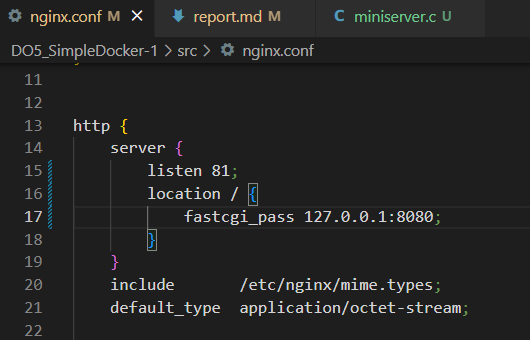 nginx.conf M report.md M miniserver.c U
DO5_SimpleDocker-1 > src > nginx.conf
11
12
13 http {
14 server {
15 listen 81;
16 location / {
17 fastcgi_pass 127.0.0.1:8080;
18 }
19 }
20 include /etc/nginx/mime.types;
21 default_type application/octet-stream;
22